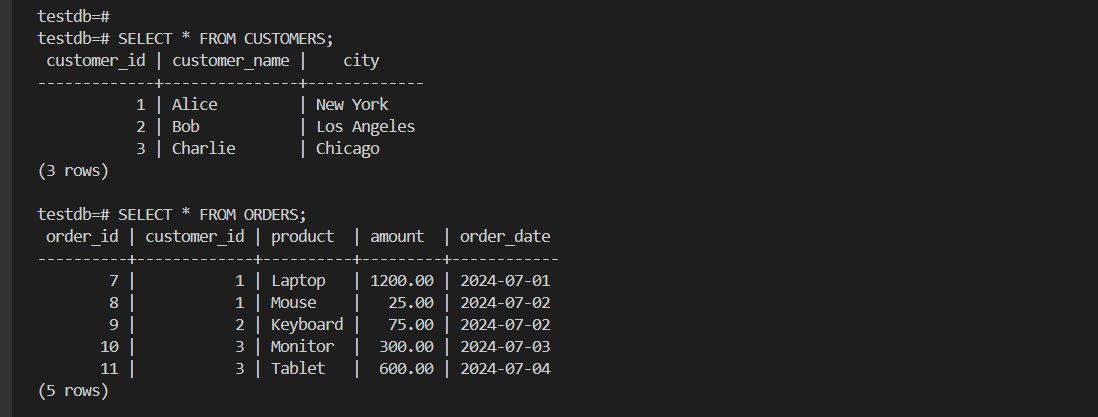 testdb=#
testdb=# SELECT * FROM CUSTOMERS;
 customer_id | customer_name |    city
-------------+---------------+-------------
           1 | Alice         | New York
           2 | Bob           | Los Angeles
           3 | Charlie       | Chicago
(3 rows)

testdb=# SELECT * FROM ORDERS;
 order_id | customer_id | product  | amount  | order_date
----------+-------------+----------+---------+------------
        7 |           1 | Laptop   | 1200.00 | 2024-07-01
        8 |           1 | Mouse    |   25.00 | 2024-07-02
        9 |           2 | Keyboard |   75.00 | 2024-07-02
       10 |           3 | Monitor  |  300.00 | 2024-07-03
       11 |           3 | Tablet   |  600.00 | 2024-07-04
(5 rows)